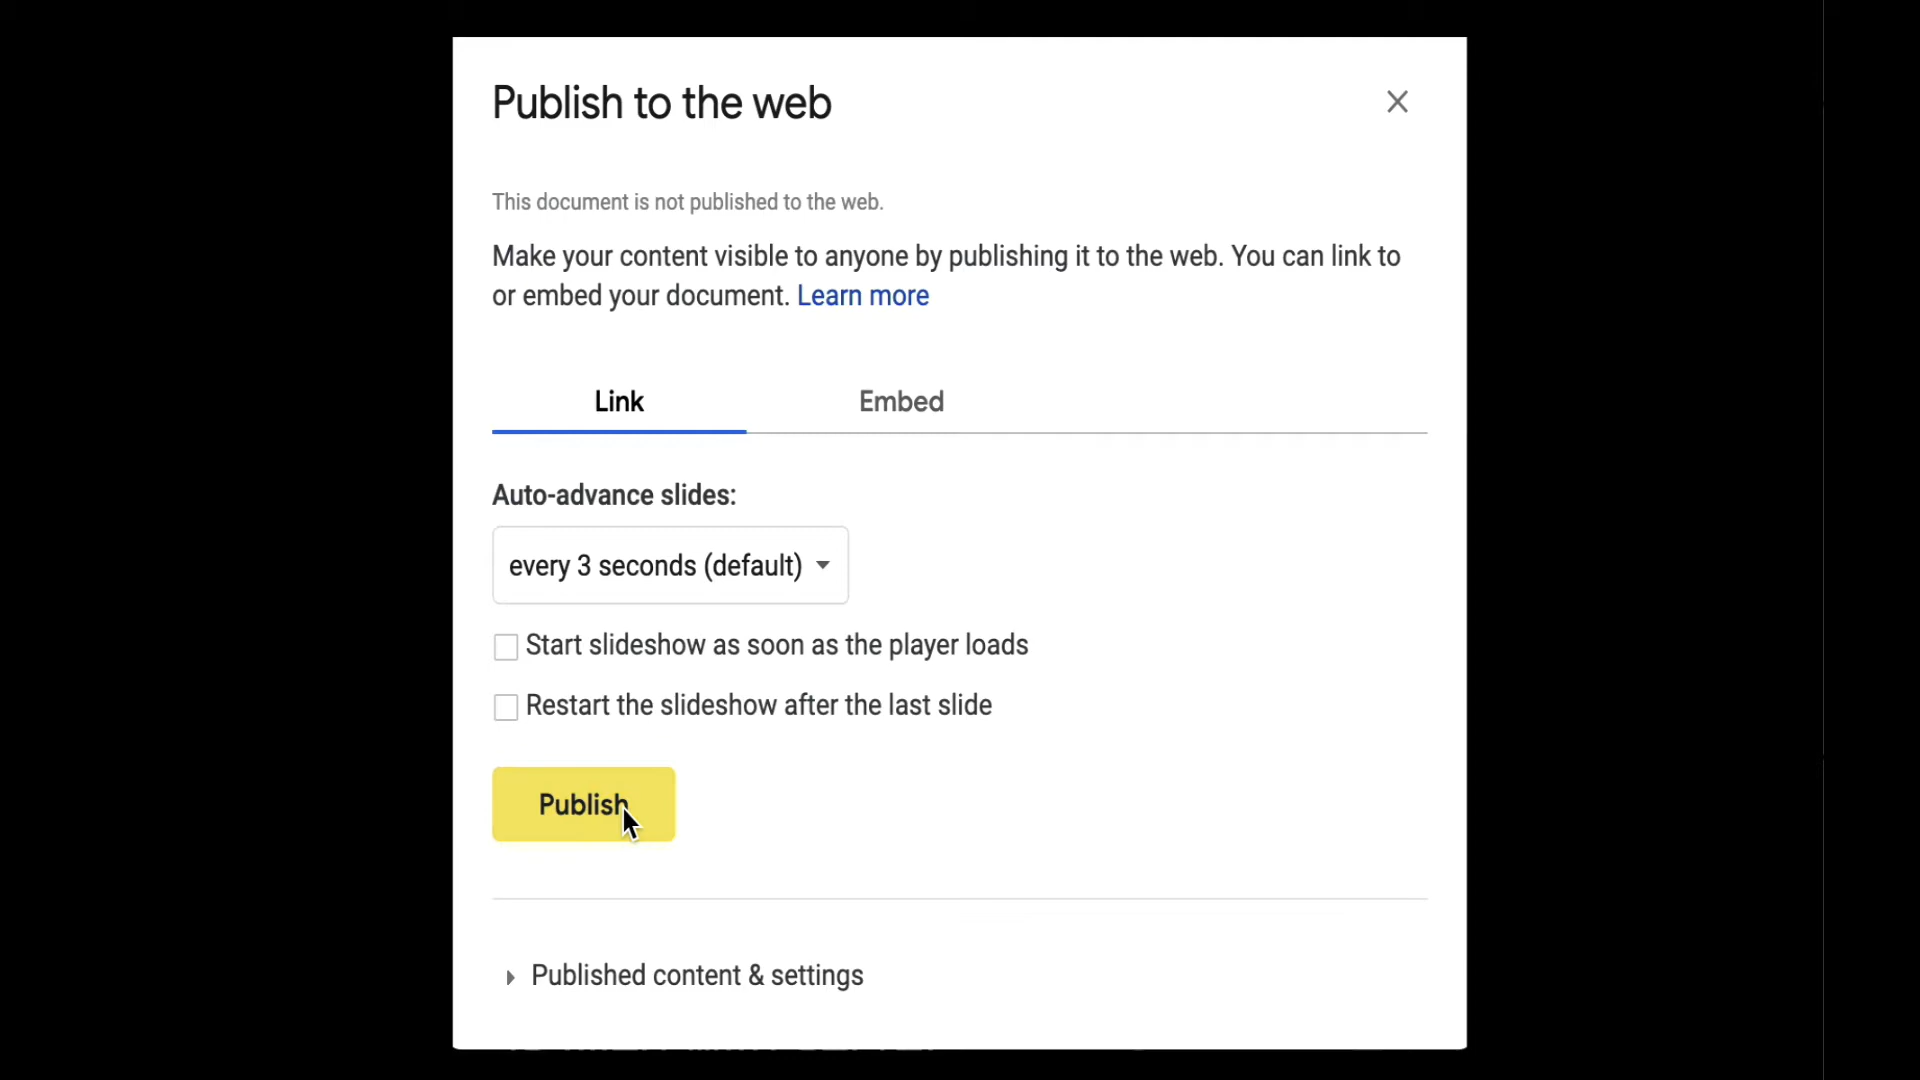 Publish to the web
This document is not published to the web.
Make your content visible to anyone by publishing it to the web. You can link to
or embed your document. Learn more
Link Embed
Auto-advance slides:
every 3 seconds (default)
Start slideshow as soon as the player loads
Restart the slideshow after the last slide
Publish
Published content & settings